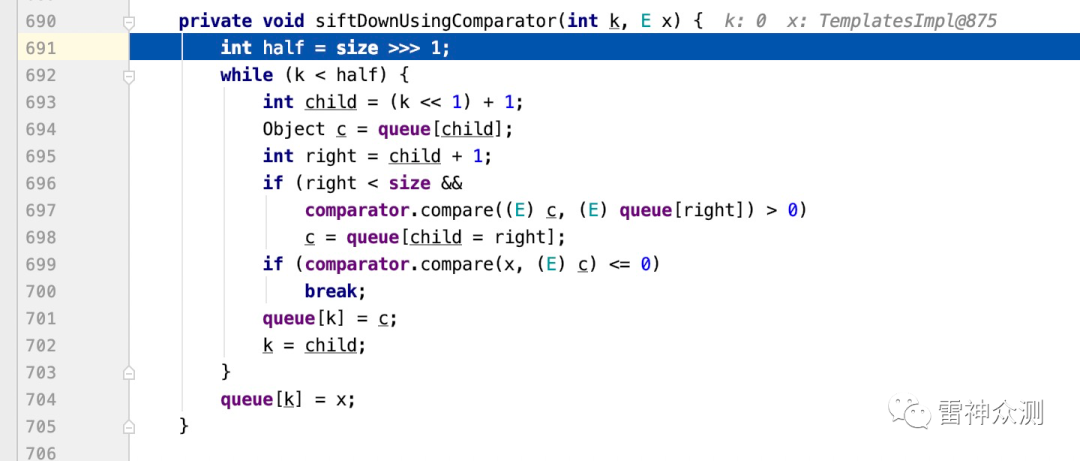 690 private void siftDownUsingComparator(int k, E x) { k: 0 x: TemplatesImpl@875
691 int half = size >>> 1;
692 while (k < half) {
693 int child = (k << 1) + 1;
694 Object c = queue[child];
695 int right = child + 1;
696 if (right < size &&
697 comparator.compare((E) c, (E) queue[right]) > 0)
698 c = queue[child = right];
699 if (comparator.compare(x, (E) c) <= 0)
700 break;
701 queue[k] = c;
702 k = child;
703 }
704 queue[k] = x;
705 }
706
雷神众测